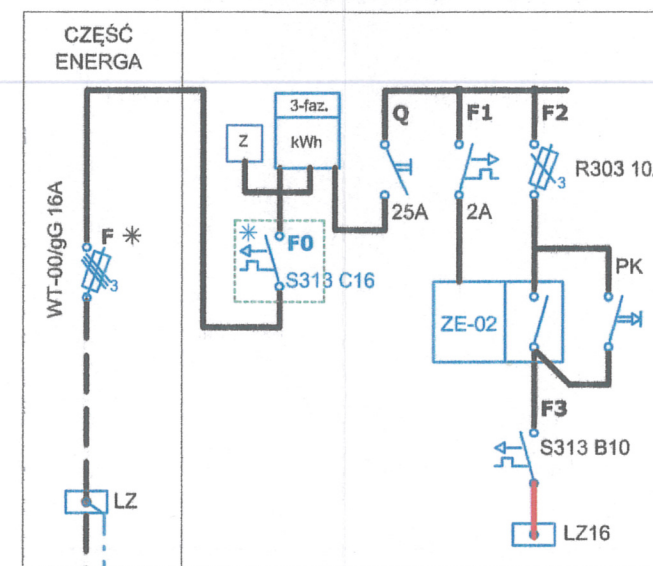 CZĘŚĆ
ENERGA
WT-00/gG 16A
F *
3
LZ
Z
3-faz.
kWh
* F0
S313 C16
Q
25A
F1
2A
F2
3
R303 10
ZE-02
PK
F3
S313 B10
LZ16